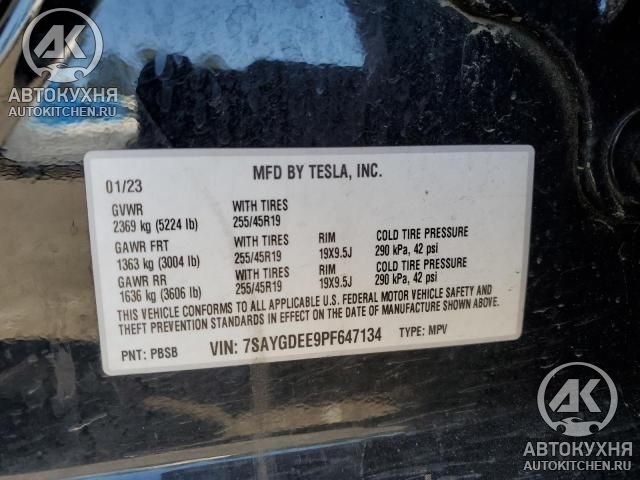 АК
АВТОКУХНЯ
AUTOKITCHEN.RU
MFD BY TESLA, INC.
01/23
GVWR WITH TIRES
2369 kg (5224 lb) 255/45R19
GAWR FRT WITH TIRES RIM COLD TIRE PRESSURE
1363 kg (3004 lb) 255/45R19 19X9.5J 290 kPa, 42 psi
GAWR RR WITH TIRES RIM COLD TIRE PRESSURE
1636 kg (3606 lb) 255/45R19 19X9.5J 290 kPa, 42 psi
THIS VEHICLE CONFORMS TO ALL APPLICABLE U.S. FEDERAL MOTOR VEHICLE SAFETY AND
THEFT PREVENTION STANDARDS IN EFFECT ON THE DATE OF MANUFACTURE SHOWN ABOVE.
PNT: PBSB VIN: 7SAYGDEE9PF647134 TYPE: MPV
АК
АВТОКУХНЯ
AUTOKITCHEN.RU